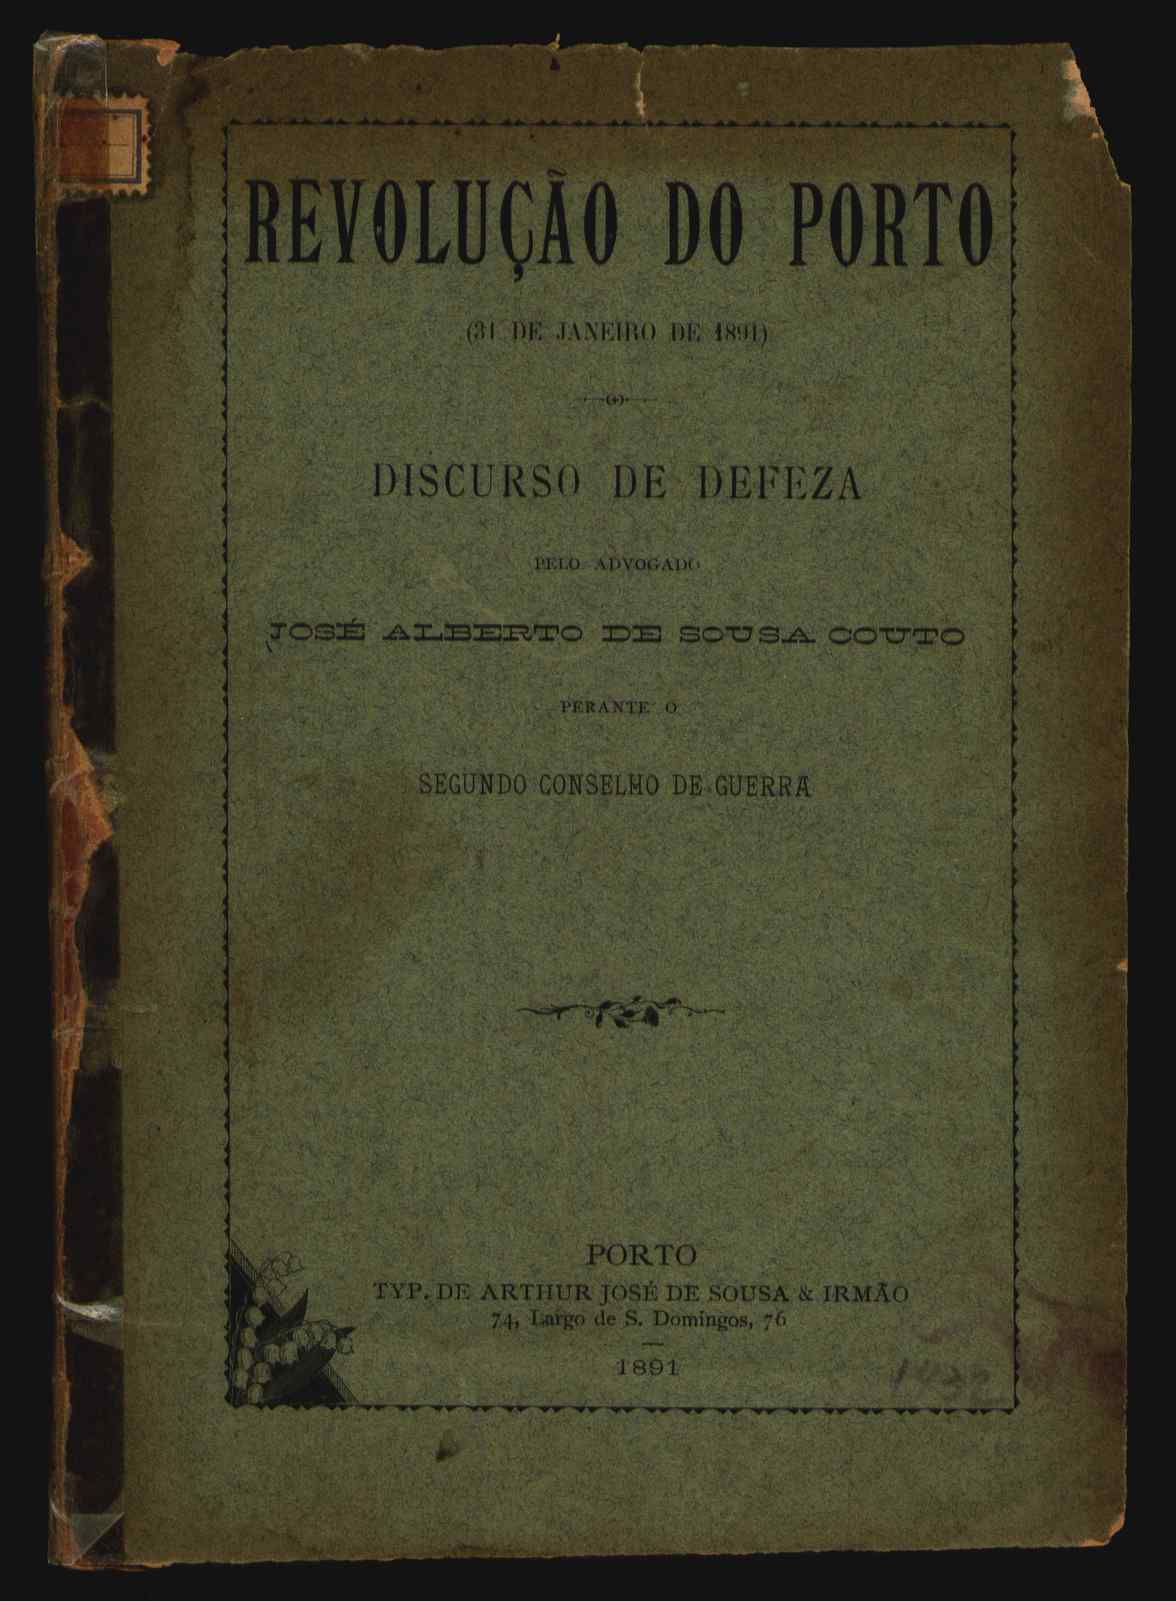 REVOLUÇÃO DO PORTO
(31 DE JANEIRO DE 1891)
DISCURSO DE DEFEZA
PELO ADVOGADO
JOSÉ ALBERTO DE SOUSA COUTO
PERANTE O
SEGUNDO CONSELHO DE GUERRA
PORTO
TYP. DE ARTHUR JOSÉ DE SOUSA & IRMÃO
74, Largo de S. Domingos, 76
1891